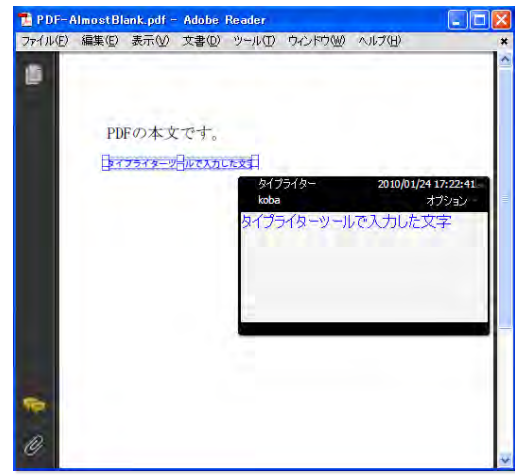 PDF-AlmostBlank.pdf - Adobe Reader
ファイル(F) 編集(E) 表示(V) 文書(D) ツール(T) ウィンドウ(W) ヘルプ(H)
PDFの本文です。
タイプライターツールで入力した文字
タイプライター 2010/01/24 17:22:41
koba オプション
タイプライターツールで入力した文字